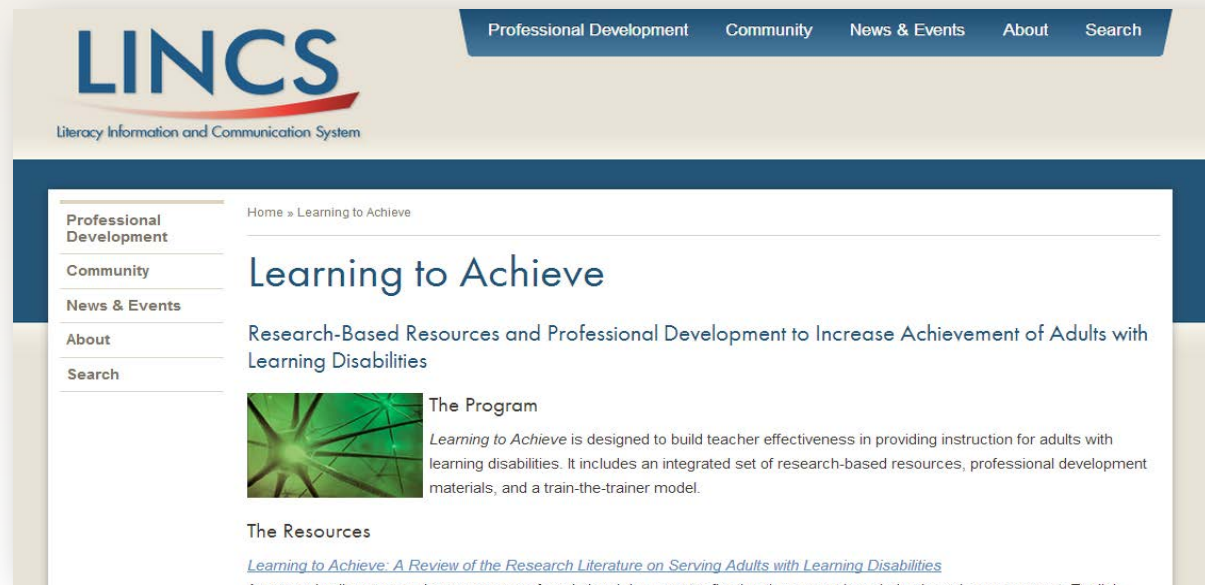 LINCS
Literacy Information and Communication System
Professional Development Community News & Events About Search
Professional
Development
Community
News & Events
About
Search
Home » Learning to Achieve
Learning to Achieve
Research-Based Resources and Professional Development to Increase Achievement of Adults with
Learning Disabilities
The Program
Learning to Achieve is designed to build teacher effectiveness in providing instruction for adults with
learning disabilities. It includes an integrated set of research-based resources, professional development
materials, and a train-the-trainer model.
The Resources
Learning to Achieve: A Review of the Research Literature on Serving Adults with Learning Disabilities